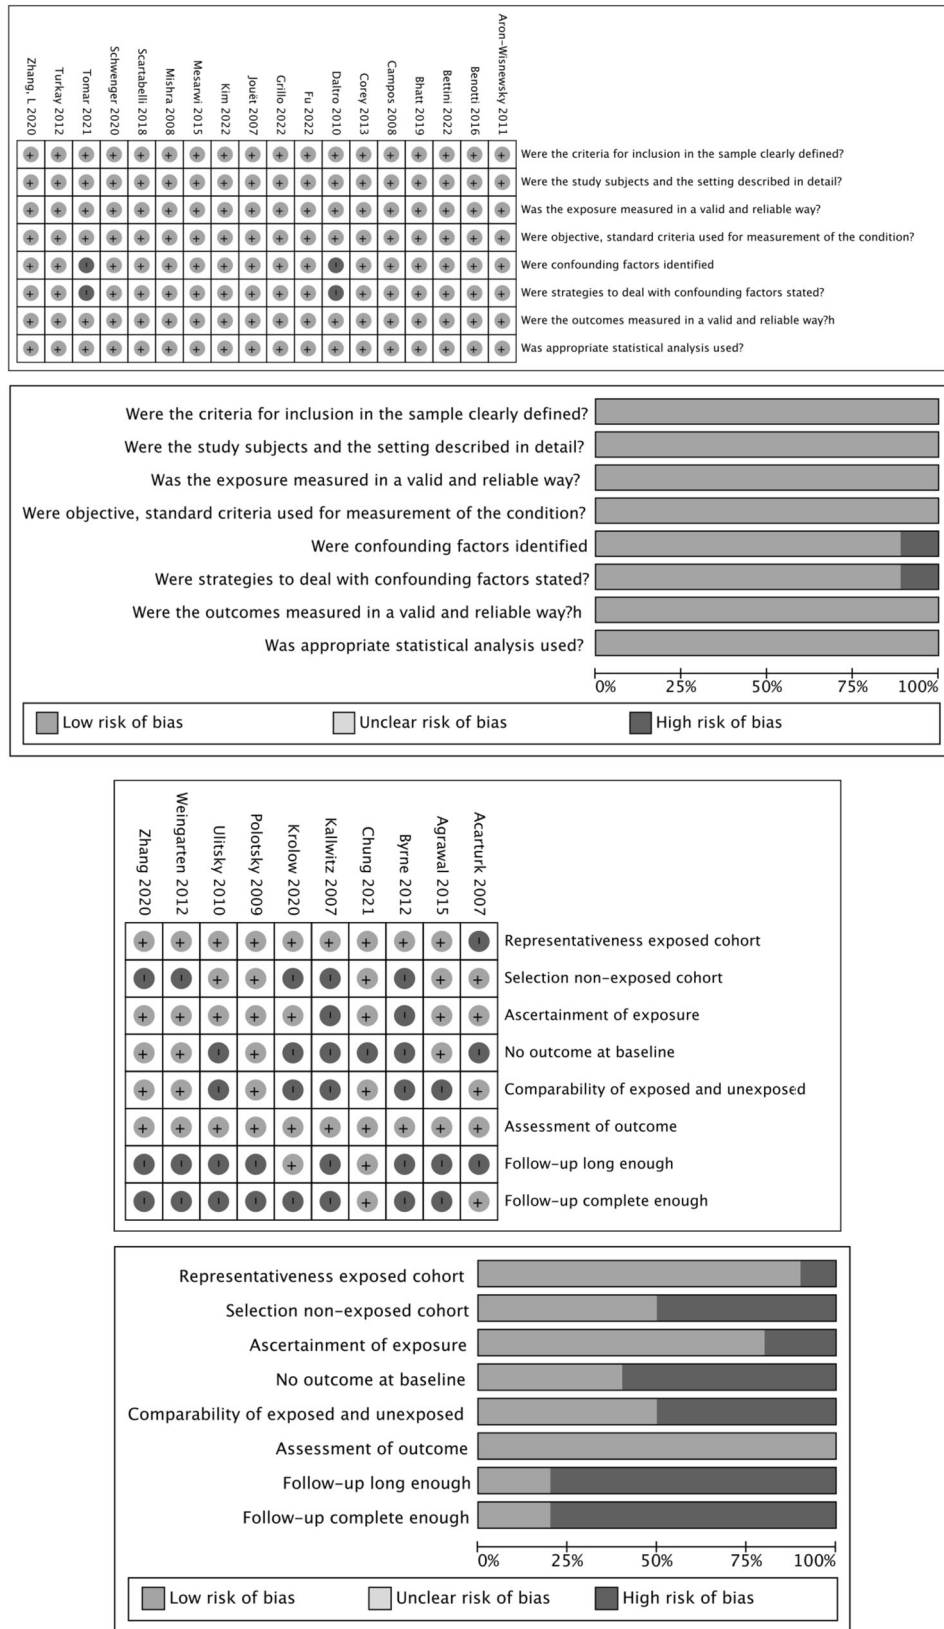 Zhang, L 2020
Turkay 2012
Tomar 2021
Schwenger 2020
Scartabelli 2018
Mishra 2008
Mesarwi 2015
Kim 2022
Jouët 2007
Grillo 2022
Fu 2022
Daltro 2010
Corey 2013
Campos 2008
Bhatt 2019
Bettini 2022
Benotti 2016
Aron-Wisnewsky 2011
+ + + + + + + + + + + + + + + + + + Were the criteria for inclusion in the sample clearly defined?
+ + + + + + + + + + + + + + + + + + Were the study subjects and the setting described in detail?
+ + + + + + + + + + + + + + + + + + Was the exposure measured in a valid and reliable way?
+ + + + + + + + + + + + + + + + + + Were objective, standard criteria used for measurement of the condition?
+ + - + + + + + + + + - + + + + + + Were confounding factors identified
+ + - + + + + + + + + - + + + + + + Were strategies to deal with confounding factors stated?
+ + + + + + + + + + + + + + + + + + Were the outcomes measured in a valid and reliable way?h
+ + + + + + + + + + + + + + + + + + Was appropriate statistical analysis used?
Were the criteria for inclusion in the sample clearly defined?
Were the study subjects and the setting described in detail?
Was the exposure measured in a valid and reliable way?
Were objective, standard criteria used for measurement of the condition?
Were confounding factors identified
Were strategies to deal with confounding factors stated?
Were the outcomes measured in a valid and reliable way?h
Was appropriate statistical analysis used?
0% 25% 50% 75% 100%
Low risk of bias Unclear risk of bias High risk of bias
Zhang 2020
Weingarten 2012
Ulitsky 2010
Polotsky 2009
Krolow 2020
Kallwitz 2007
Chung 2021
Byrne 2012
Agrawal 2015
Acarturk 2007
+ + + + + + + + + - Representativeness exposed cohort
- - + + - - + - + + Selection non-exposed cohort
+ + + + + - + - + + Ascertainment of exposure
+ + - + - - - - + - No outcome at baseline
+ + - + - - + - - + Comparability of exposed and unexposed
+ + + + + + + + + + Assessment of outcome
- - - - + - + - - - Follow-up long enough
- - - - - - + - - + Follow-up complete enough
Representativeness exposed cohort
Selection non-exposed cohort
Ascertainment of exposure
No outcome at baseline
Comparability of exposed and unexposed
Assessment of outcome
Follow-up long enough
Follow-up complete enough
0% 25% 50% 75% 100%
Low risk of bias Unclear risk of bias High risk of bias